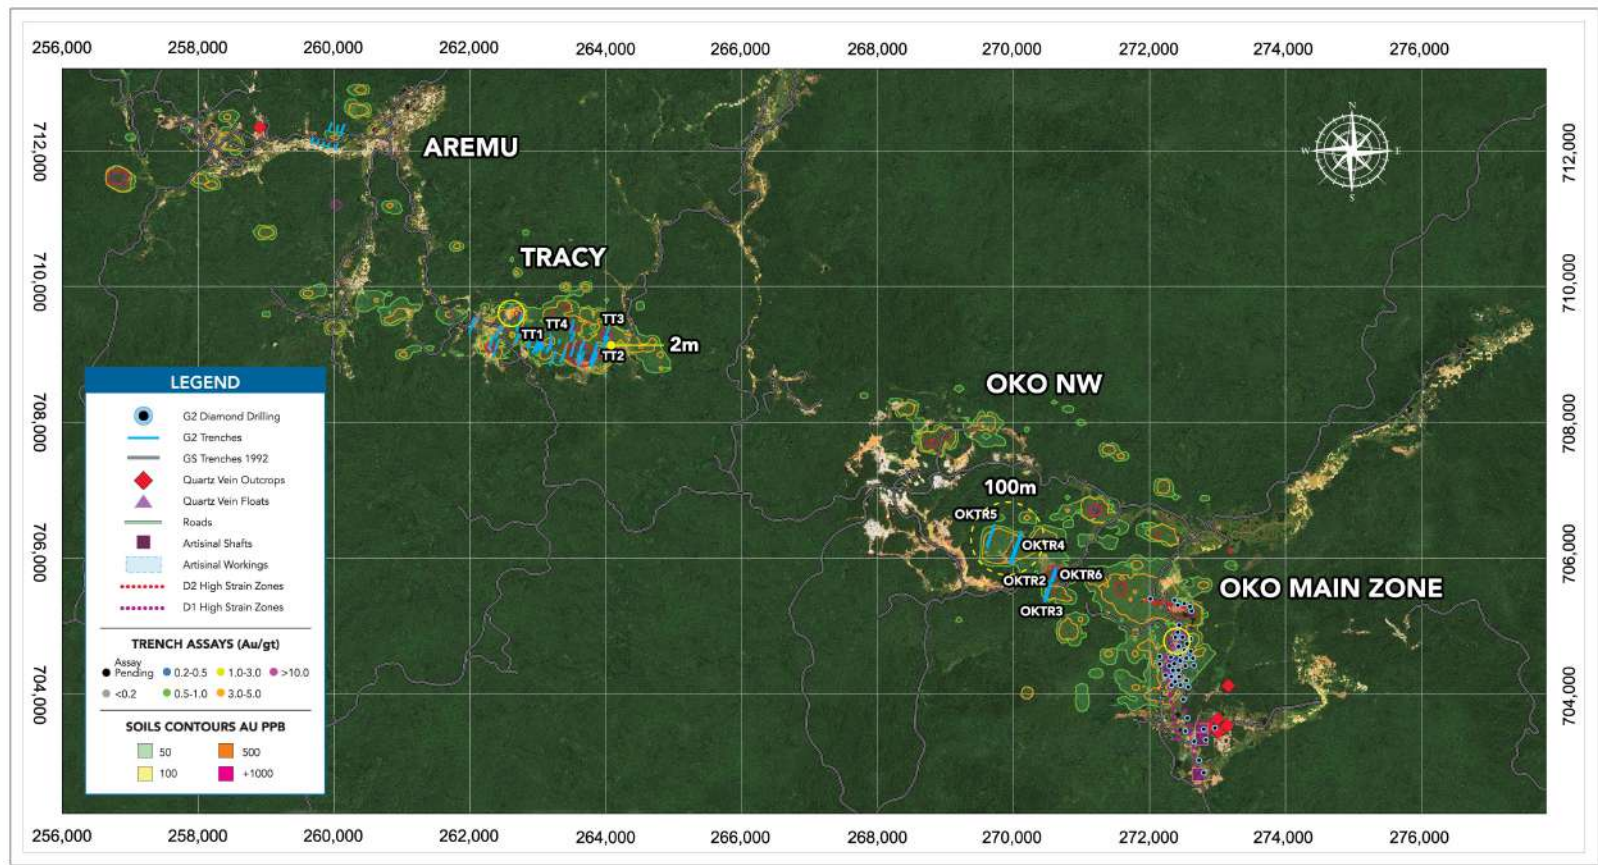 256,000 258,000 260,000 262,000 264,000 266,000 268,000 270,000 272,000 274,000 276,000
712,000
710,000
708,000
706,000
704,000
N
W E
S
712,000
710,000
708,000
706,000
704,000
AREMU
TRACY
TT4
TT3
TT1
TT2
2m
OKO NW
100m
OKTR5
OKTR4
OKTR2
OKTR6
OKTR3
OKO MAIN ZONE
LEGEND
G2 Diamond Drilling
G2 Trenches
GS Trenches 1992
Quartz Vein Outcrops
Quartz Vein Floats
Roads
Artisinal Shafts
Artisinal Workings
D2 High Strain Zones
D1 High Strain Zones
TRENCH ASSAYS (Au/gt)
Assay
Pending 0.2-0.5 1.0-3.0 >10.0
<0.2 0.5-1.0 3.0-5.0
SOILS CONTOURS AU PPB
50 500
100 +1000
256,000 258,000 260,000 262,000 264,000 266,000 268,000 270,000 272,000 274,000 276,000